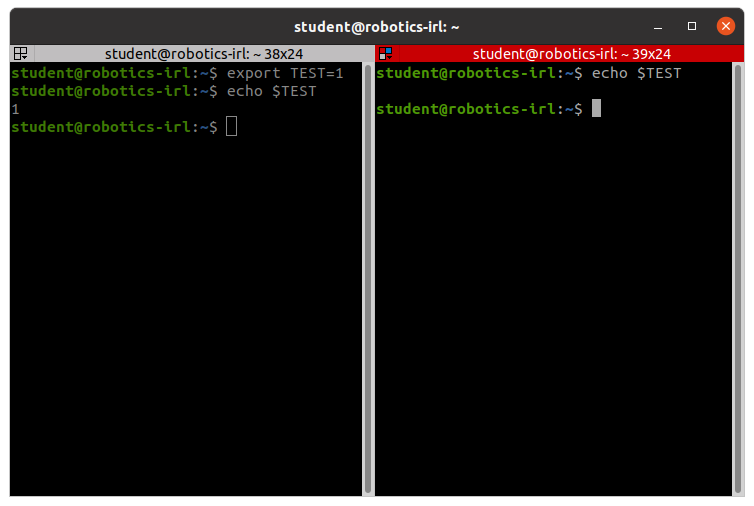 student@robotics-irl: ~
student@robotics-irl: ~ 38x24
student@robotics-irl:~$ export TEST=1
student@robotics-irl:~$ echo $TEST
1
student@robotics-irl:~$
student@robotics-irl: ~ 39x24
student@robotics-irl:~$ echo $TEST
student@robotics-irl:~$